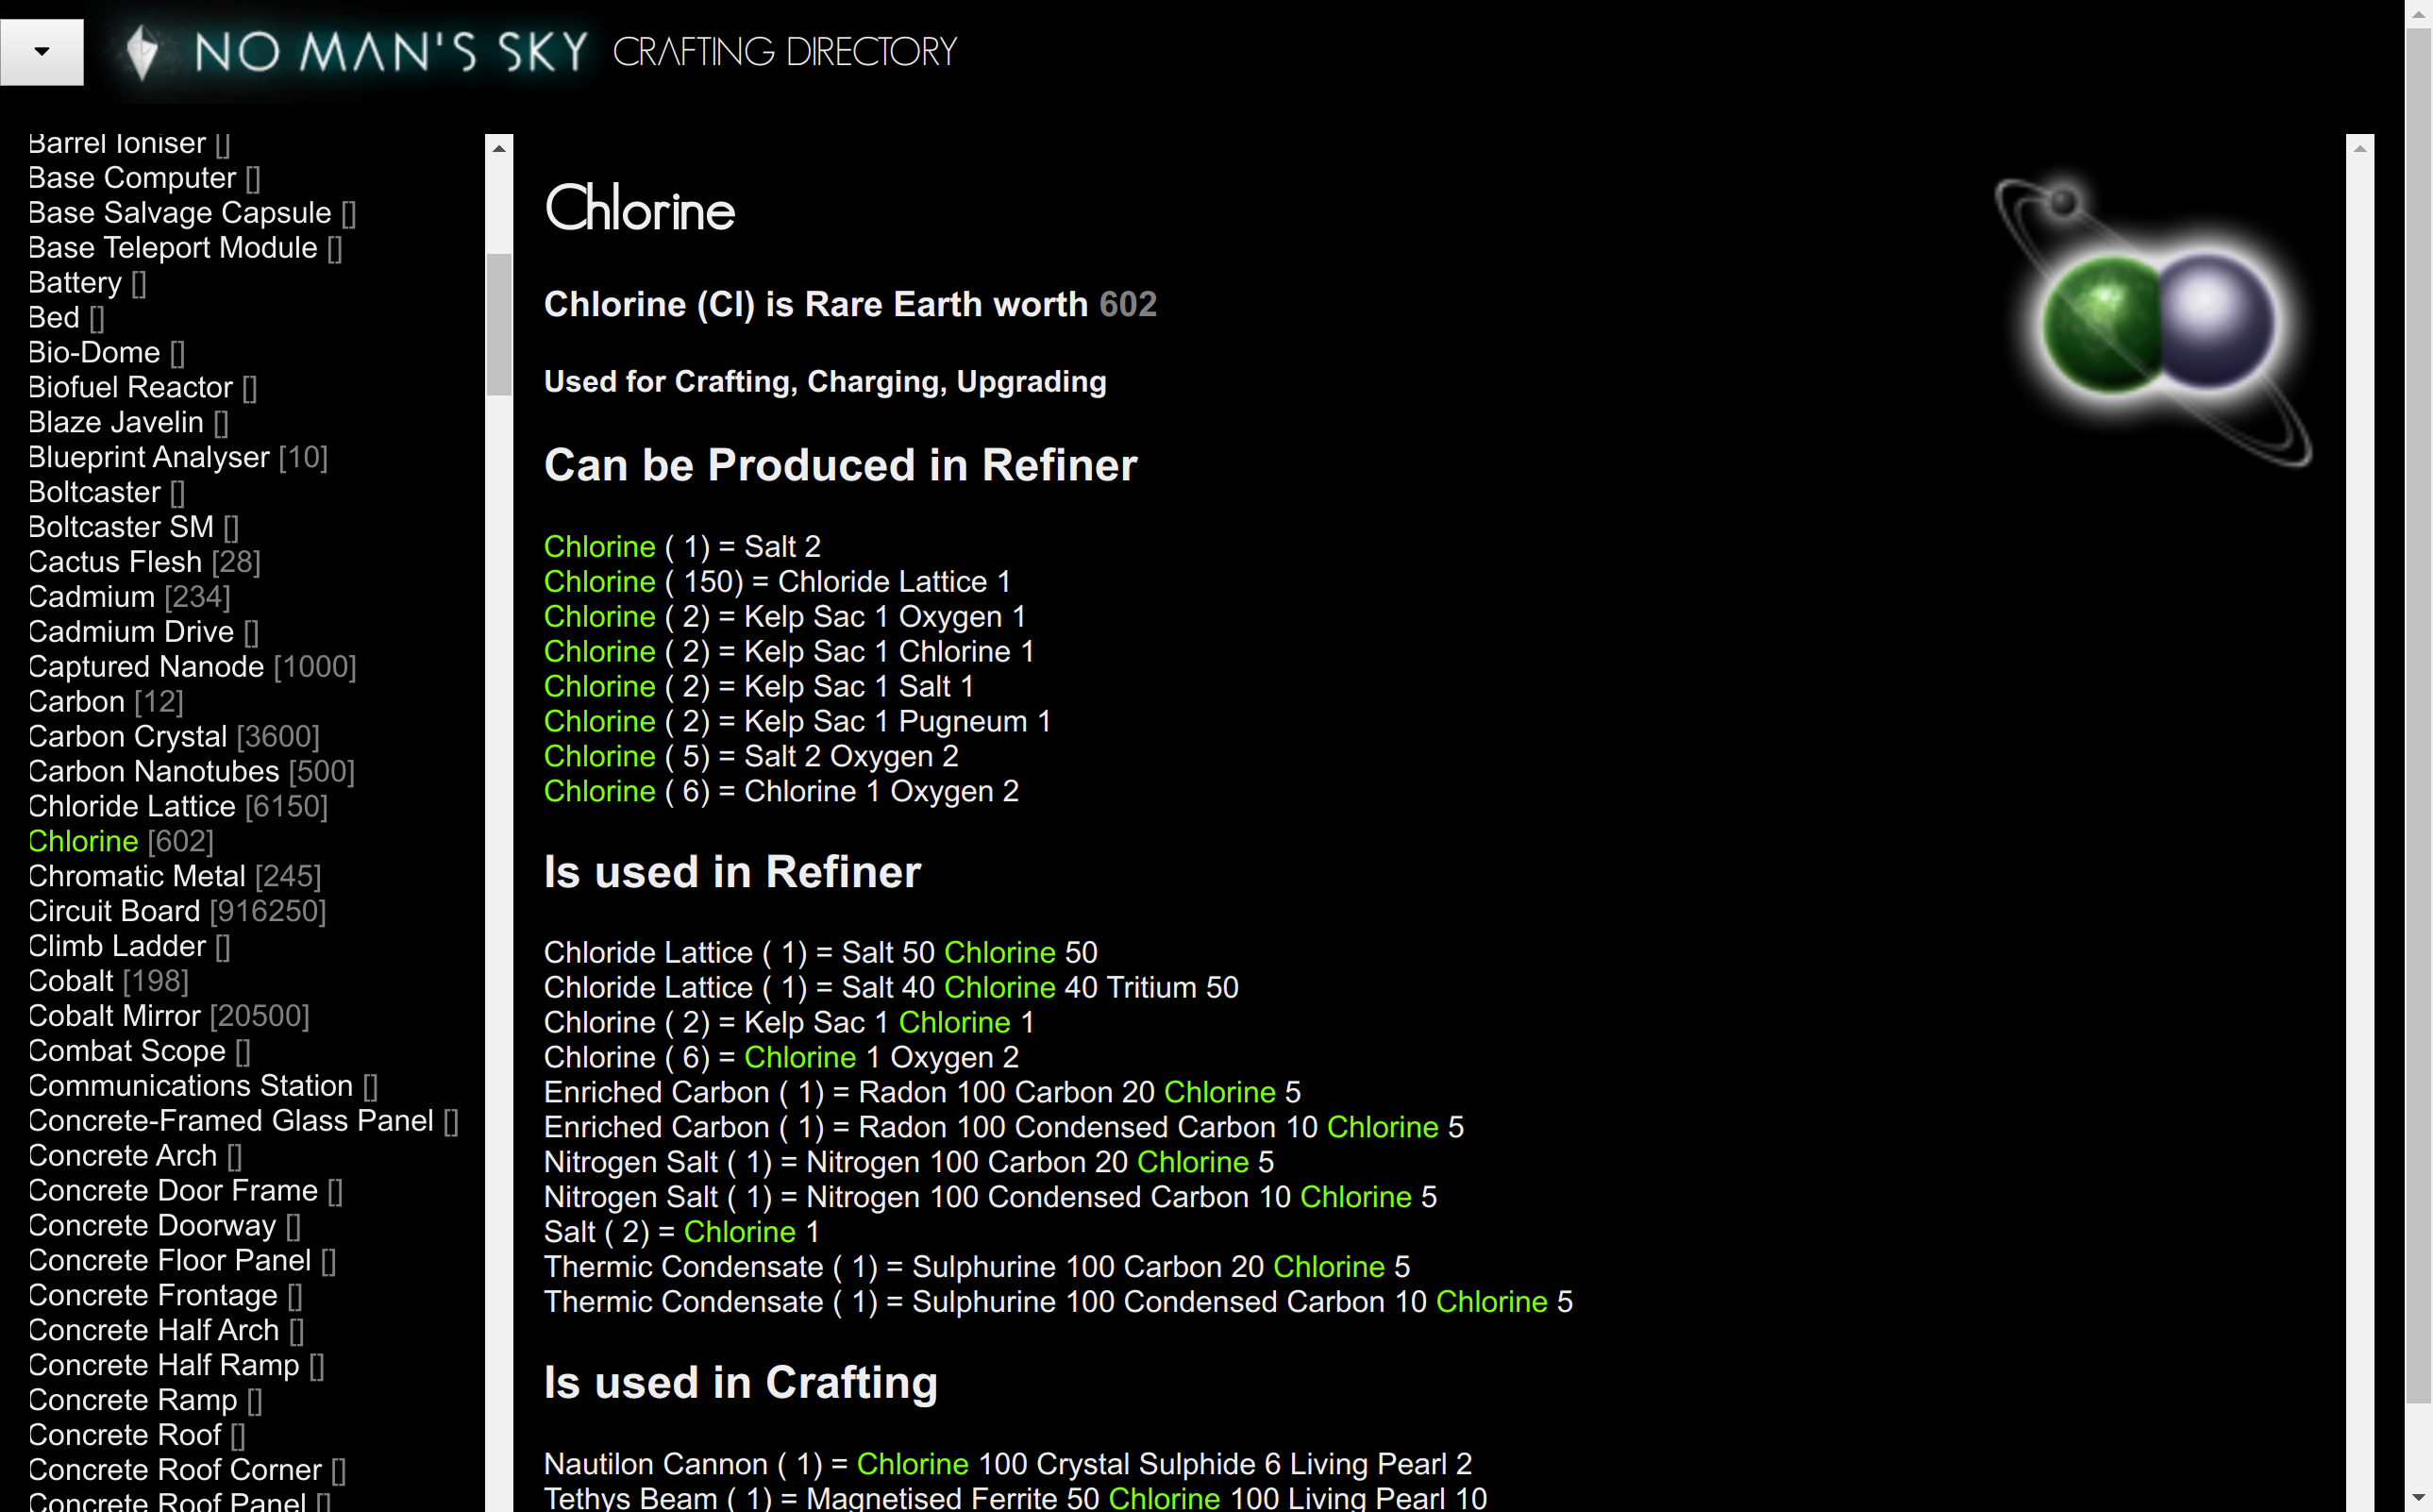 NO MAN'S SKY CRAFTING DIRECTORY
Barrel Ioniser []
Base Computer []
Base Salvage Capsule []
Base Teleport Module []
Battery []
Bed []
Bio-Dome []
Biofuel Reactor []
Blaze Javelin []
Blueprint Analyser [10]
Boltcaster []
Boltcaster SM []
Cactus Flesh [28]
Cadmium [234]
Cadmium Drive []
Captured Nanode [1000]
Carbon [12]
Carbon Crystal [3600]
Carbon Nanotubes [500]
Chloride Lattice [6150]
Chlorine [602]
Chromatic Metal [245]
Circuit Board [916250]
Climb Ladder []
Cobalt [198]
Cobalt Mirror [20500]
Combat Scope []
Communications Station []
Concrete-Framed Glass Panel []
Concrete Arch []
Concrete Door Frame []
Concrete Doorway []
Concrete Floor Panel []
Concrete Frontage []
Concrete Half Arch []
Concrete Half Ramp []
Concrete Ramp []
Concrete Roof []
Concrete Roof Corner []
Concrete Roof Panel []
Chlorine
Chlorine (Cl) is Rare Earth worth 602
Used for Crafting, Charging, Upgrading
Can be Produced in Refiner
Chlorine ( 1) = Salt 2
Chlorine ( 150) = Chloride Lattice 1
Chlorine ( 2) = Kelp Sac 1 Oxygen 1
Chlorine ( 2) = Kelp Sac 1 Chlorine 1
Chlorine ( 2) = Kelp Sac 1 Salt 1
Chlorine ( 2) = Kelp Sac 1 Pugneum 1
Chlorine ( 5) = Salt 2 Oxygen 2
Chlorine ( 6) = Chlorine 1 Oxygen 2
Is used in Refiner
Chloride Lattice ( 1) = Salt 50 Chlorine 50
Chloride Lattice ( 1) = Salt 40 Chlorine 40 Tritium 50
Chlorine ( 2) = Kelp Sac 1 Chlorine 1
Chlorine ( 6) = Chlorine 1 Oxygen 2
Enriched Carbon ( 1) = Radon 100 Carbon 20 Chlorine 5
Enriched Carbon ( 1) = Radon 100 Condensed Carbon 10 Chlorine 5
Nitrogen Salt ( 1) = Nitrogen 100 Carbon 20 Chlorine 5
Nitrogen Salt ( 1) = Nitrogen 100 Condensed Carbon 10 Chlorine 5
Salt ( 2) = Chlorine 1
Thermic Condensate ( 1) = Sulphurine 100 Carbon 20 Chlorine 5
Thermic Condensate ( 1) = Sulphurine 100 Condensed Carbon 10 Chlorine 5
Is used in Crafting
Nautilon Cannon ( 1) = Chlorine 100 Crystal Sulphide 6 Living Pearl 2
Tethys Beam ( 1) = Magnetised Ferrite 50 Chlorine 100 Living Pearl 10